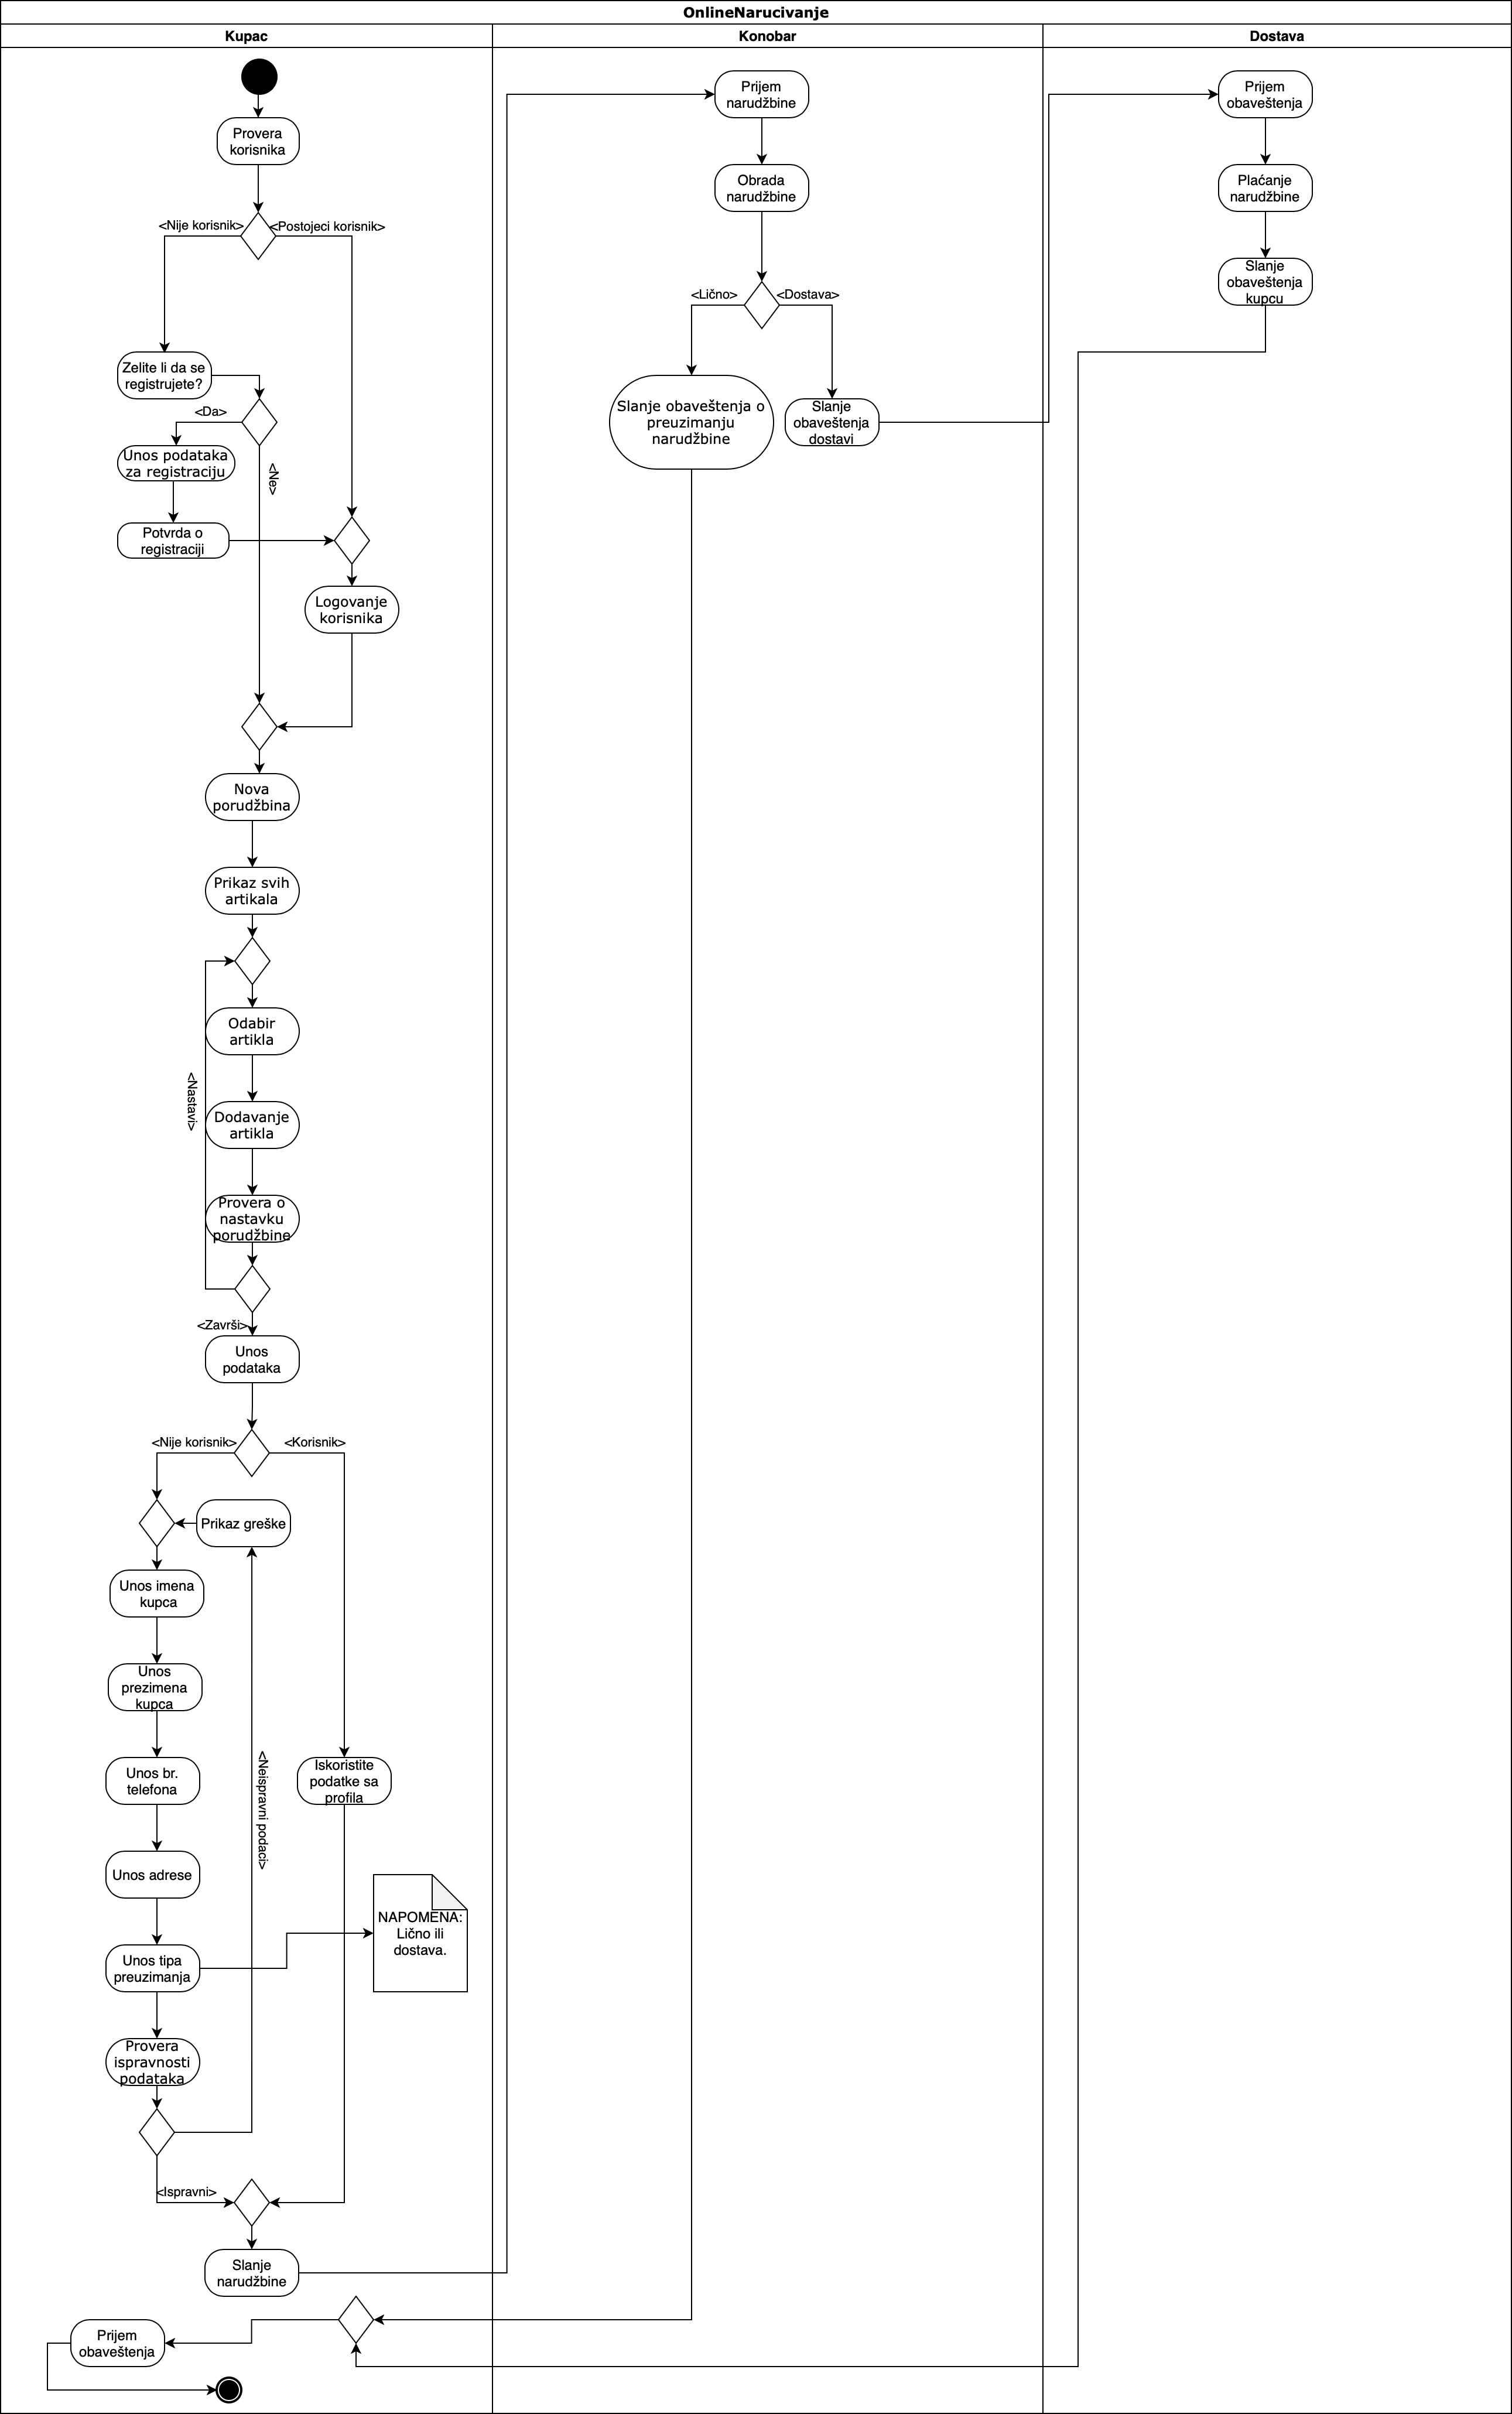 OnlineNarucivanje
Kupac
Konobar
Dostava
Provera
korisnika
<Nije korisnik>
<Postojeci korisnik>
Zelite li da se
registrujete?
<Da>
<Ne>
Unos podataka
za registraciju
Potvrda o
registraciji
Logovanje
korisnika
Nova
porudžbina
Prikaz svih
artikala
Odabir
artikla
<Nastavi>
Dodavanje
artikla
Provera o
nastavku
porudžbine
<Završi>
Unos
podataka
<Nije korisnik>
<Korisnik>
Prikaz greške
Unos imena
kupca
Unos
prezimena
kupca
Unos br.
telefona
<Neispravni podaci>
Iskoristite
podatke sa
profila
Unos adrese
NAPOMENA:
Lično ili
dostava.
Unos tipa
preuzimanja
Provera
ispravnosti
podataka
<Ispravni>
Slanje
narudžbine
Prijem
obaveštenja
Prijem
narudžbine
Obrada
narudžbine
<Lično>
<Dostava>
Slanje obaveštenja o
preuzimanju
narudžbine
Slanje
obaveštenja
dostavi
Prijem
obaveštenja
Plaćanje
narudžbine
Slanje
obaveštenja
kupcu